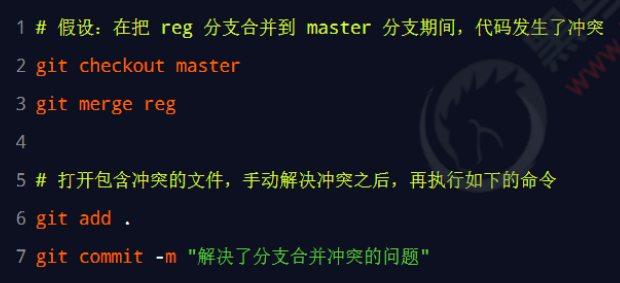 1 # 假设：在把 reg 分支合并到 master 分支期间，代码发生了冲突
2 git checkout master
3 git merge reg
4
5 # 打开包含冲突的文件，手动解决冲突之后，再执行如下的命令
6 git add .
7 git commit -m "解决了分支合并冲突的问题"